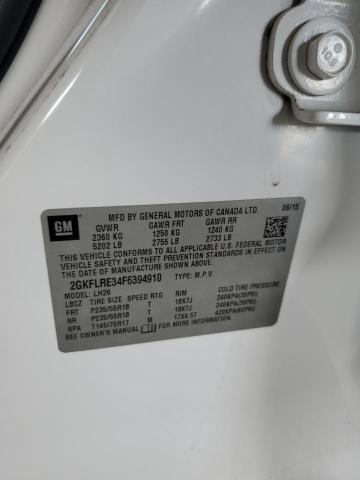 108
06/15
GM
MFD BY GENERAL MOTORS OF CANADA LTD.
GVWR GAWR FRT GAWR RR
2360 KG 1250 KG 1240 KG
5202 LB 2755 LB 2733 LB
THIS VEHICLE CONFORMS TO ALL APPLICABLE U.S. FEDERAL MOTOR
VEHICLE SAFETY AND THEFT PREVENTION STANDARDS IN EFFECT ON
THE DATE OF MANUFACTURE SHOWN ABOVE.
2GKFLRE34F6394910 TYPE: M.P.V.
MODEL: LH26
LBCZ TIRE SIZE SPEED RTG RIM COLD TIRE PRESSURE
FRT P235/55R18 T 18X7J 240KPA(35PSI)
RR P235/55R18 T 18X7J 240KPA(35PSI)
SPA T145/70R17 M 17X4.5T 420KPA(60PSI)
SEE OWNER'S MANUAL FOR MORE INFORMATION.